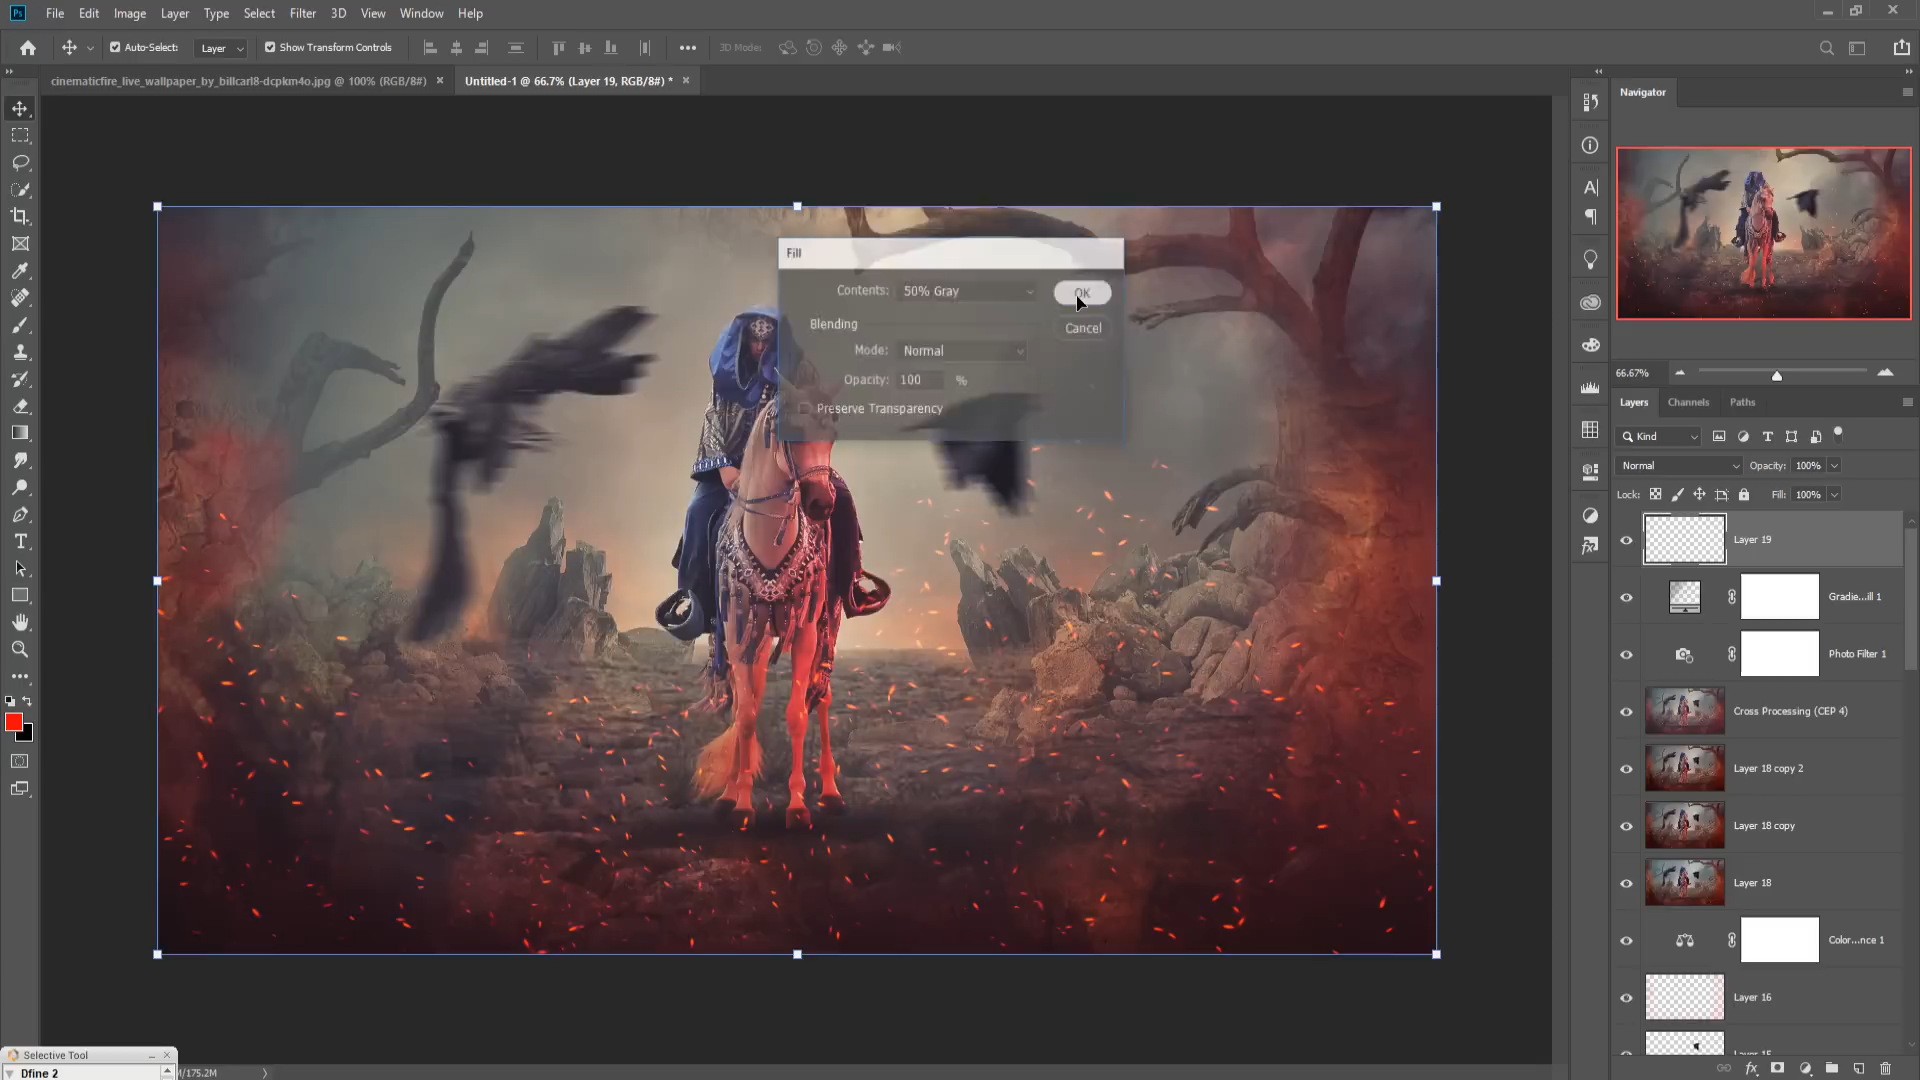 Ps File Edit Image Layer Type Select Filter 3D View Window Help
Auto-Select: Layer Show Transform Controls 3D Mode:
cinematicfire_live_wallpaper_by_billcarl8-dcpkm4o.jpg @ 100% (RGB/8#) × Untitled-1 @ 66.7% (Layer 19, RGB/8#) * ×
Navigator
Fill
Contents: 50% Gray OK
Blending Cancel
Mode: Normal
Opacity: 100 %
Preserve Transparency
66.67%
Layers Channels Paths
Kind
Normal Opacity: 100%
Lock: Fill: 100%
Layer 19
Gradie...ill 1
Photo Filter 1
Cross Processing (CEP 4)
Layer 18 copy 2
Layer 18 copy
Layer 18
Color...nce 1
Layer 16
Selective Tool
Dfine 2
M/175.2M